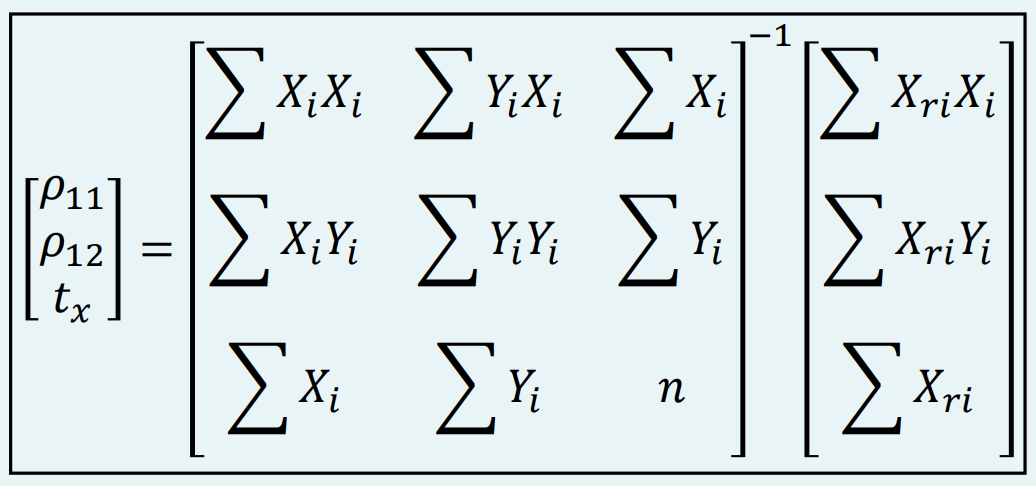 [ρ₁₁ ρ₁₂ tₓ] = [∑XᵢXᵢ ∑YᵢXᵢ ∑Xᵢ]⁻¹ [∑XᵣᵢXᵢ]
[∑XᵢYᵢ ∑YᵢYᵢ ∑Yᵢ] [∑XᵣᵢYᵢ]
[∑Xᵢ ∑Yᵢ n] [∑Xᵣᵢ]